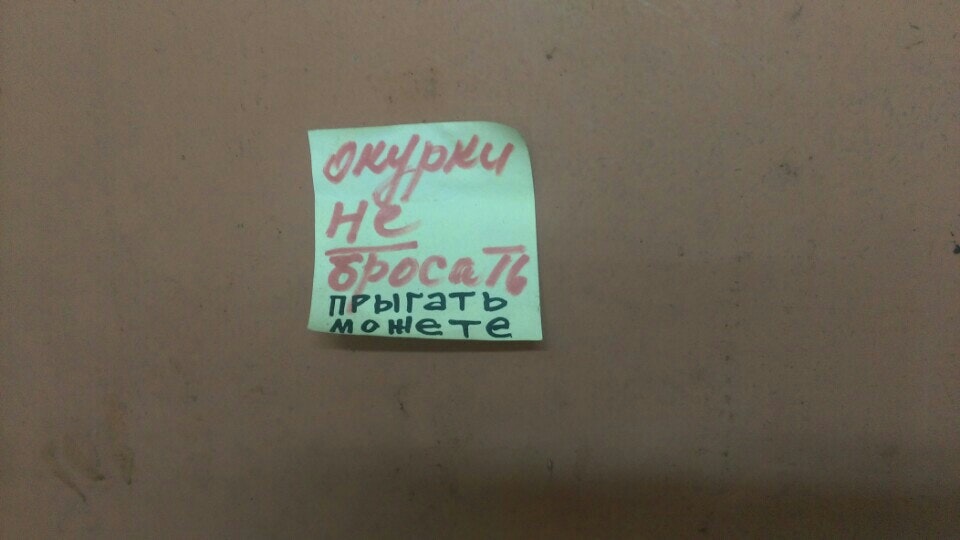 окурки
не
бросать
прыгать
можете